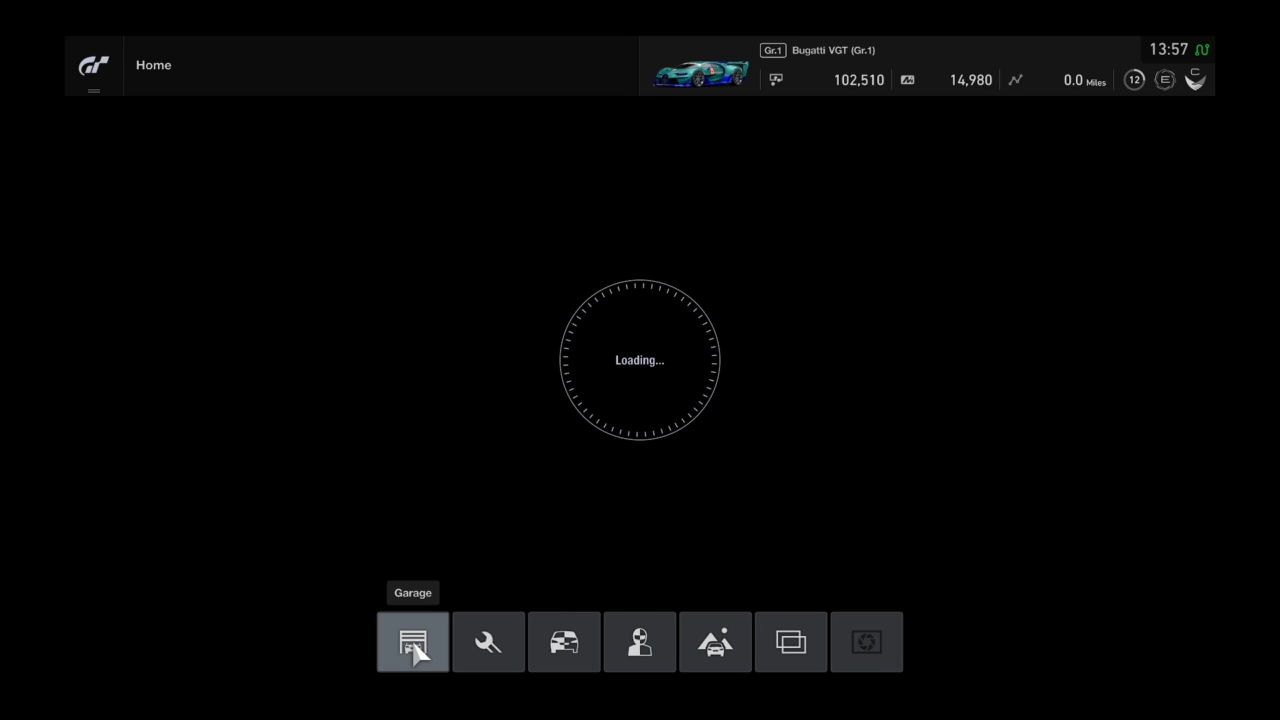 Home
Gr.1 Bugatti VGT (Gr.1)
13:57
102,510
14,980
0.0 Miles
12
E
C
Loading...
Garage